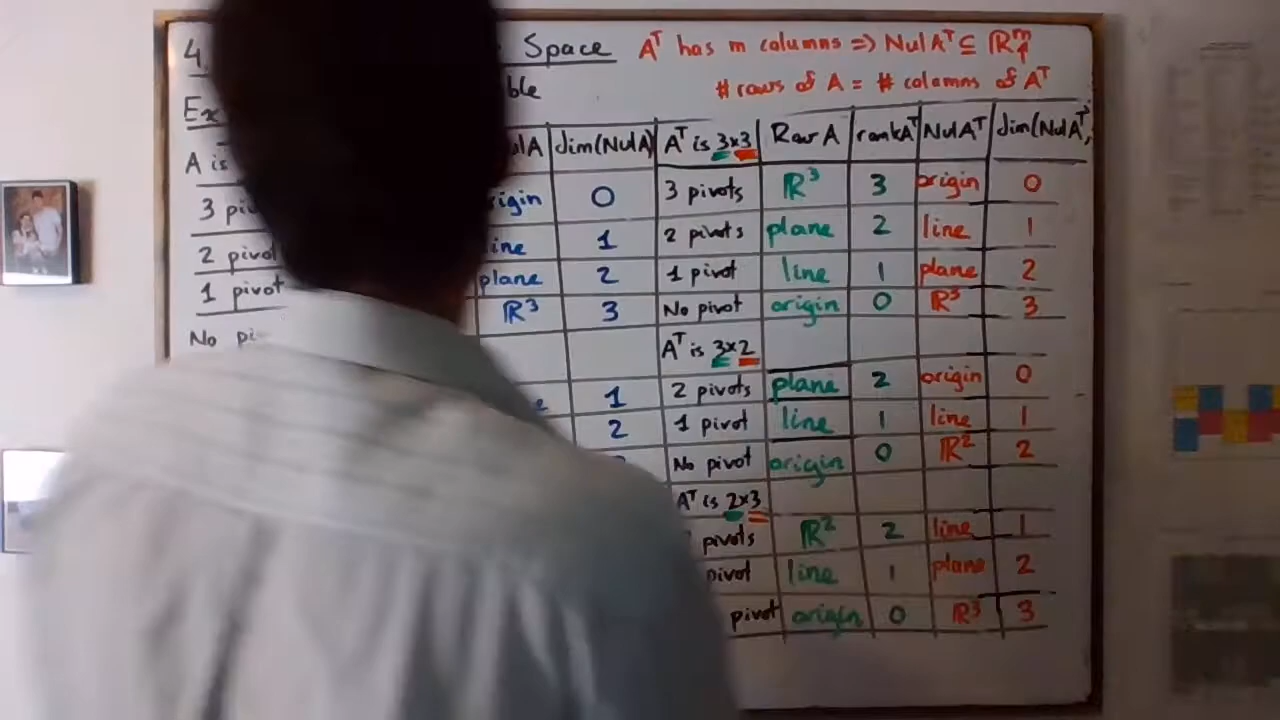 4. Space Aᵀ has m columns ⇒ Nul Aᵀ ⊆ ℝᵐ
# rows of A = # columns of Aᵀ
Ex
A is dim(Nul A) Aᵀ is 3x3 Row A rank Aᵀ Nul Aᵀ dim(Nul Aᵀ)
3 0 3 pivots ℝ³ 3 origin 0
2 pivot 1 2 pivots plane 2 line 1
1 pivot plane 2 1 pivot line 1 plane 2
No ℝ³ 3 No pivot origin 0 ℝ³ 3
Aᵀ is 3x2
1 2 pivots plane 2 origin 0
2 1 pivot line 1 line 1
No pivot origin 0 ℝ² 2
Aᵀ is 2x3
pivots ℝ² 2 line 1
pivot line 1 plane 2
pivot origin 0 ℝ³ 3